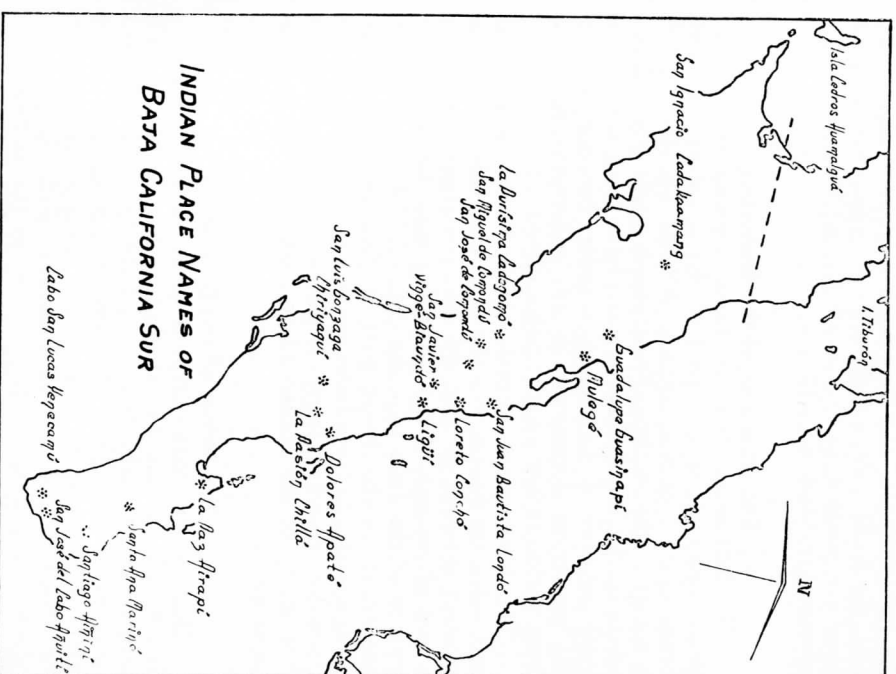 INDIAN PLACE NAMES OF
BAJA CALIFORNIA SUR
N
Isla Cedros Huamalguá
I. Tiburón
San Ignacio Cadakaamang
Guadalupe Guasinapí
Mulegé
La Purísima Cadegomó
San Miguel de Comondú
San José de Comondú
San Juan Bautista Londó
Loreto Conchó
San Javier
Viggé-Biaundó
Ligüí
San Luis Gonzaga
Chiriyaquí
Dolores Apaté
La Pasión Chillá
La Paz Airapí
Santa Ana Marinó
Santiago Aiñiní
San José del Cabo Añuití
Cabo San Lucas Yenecamú